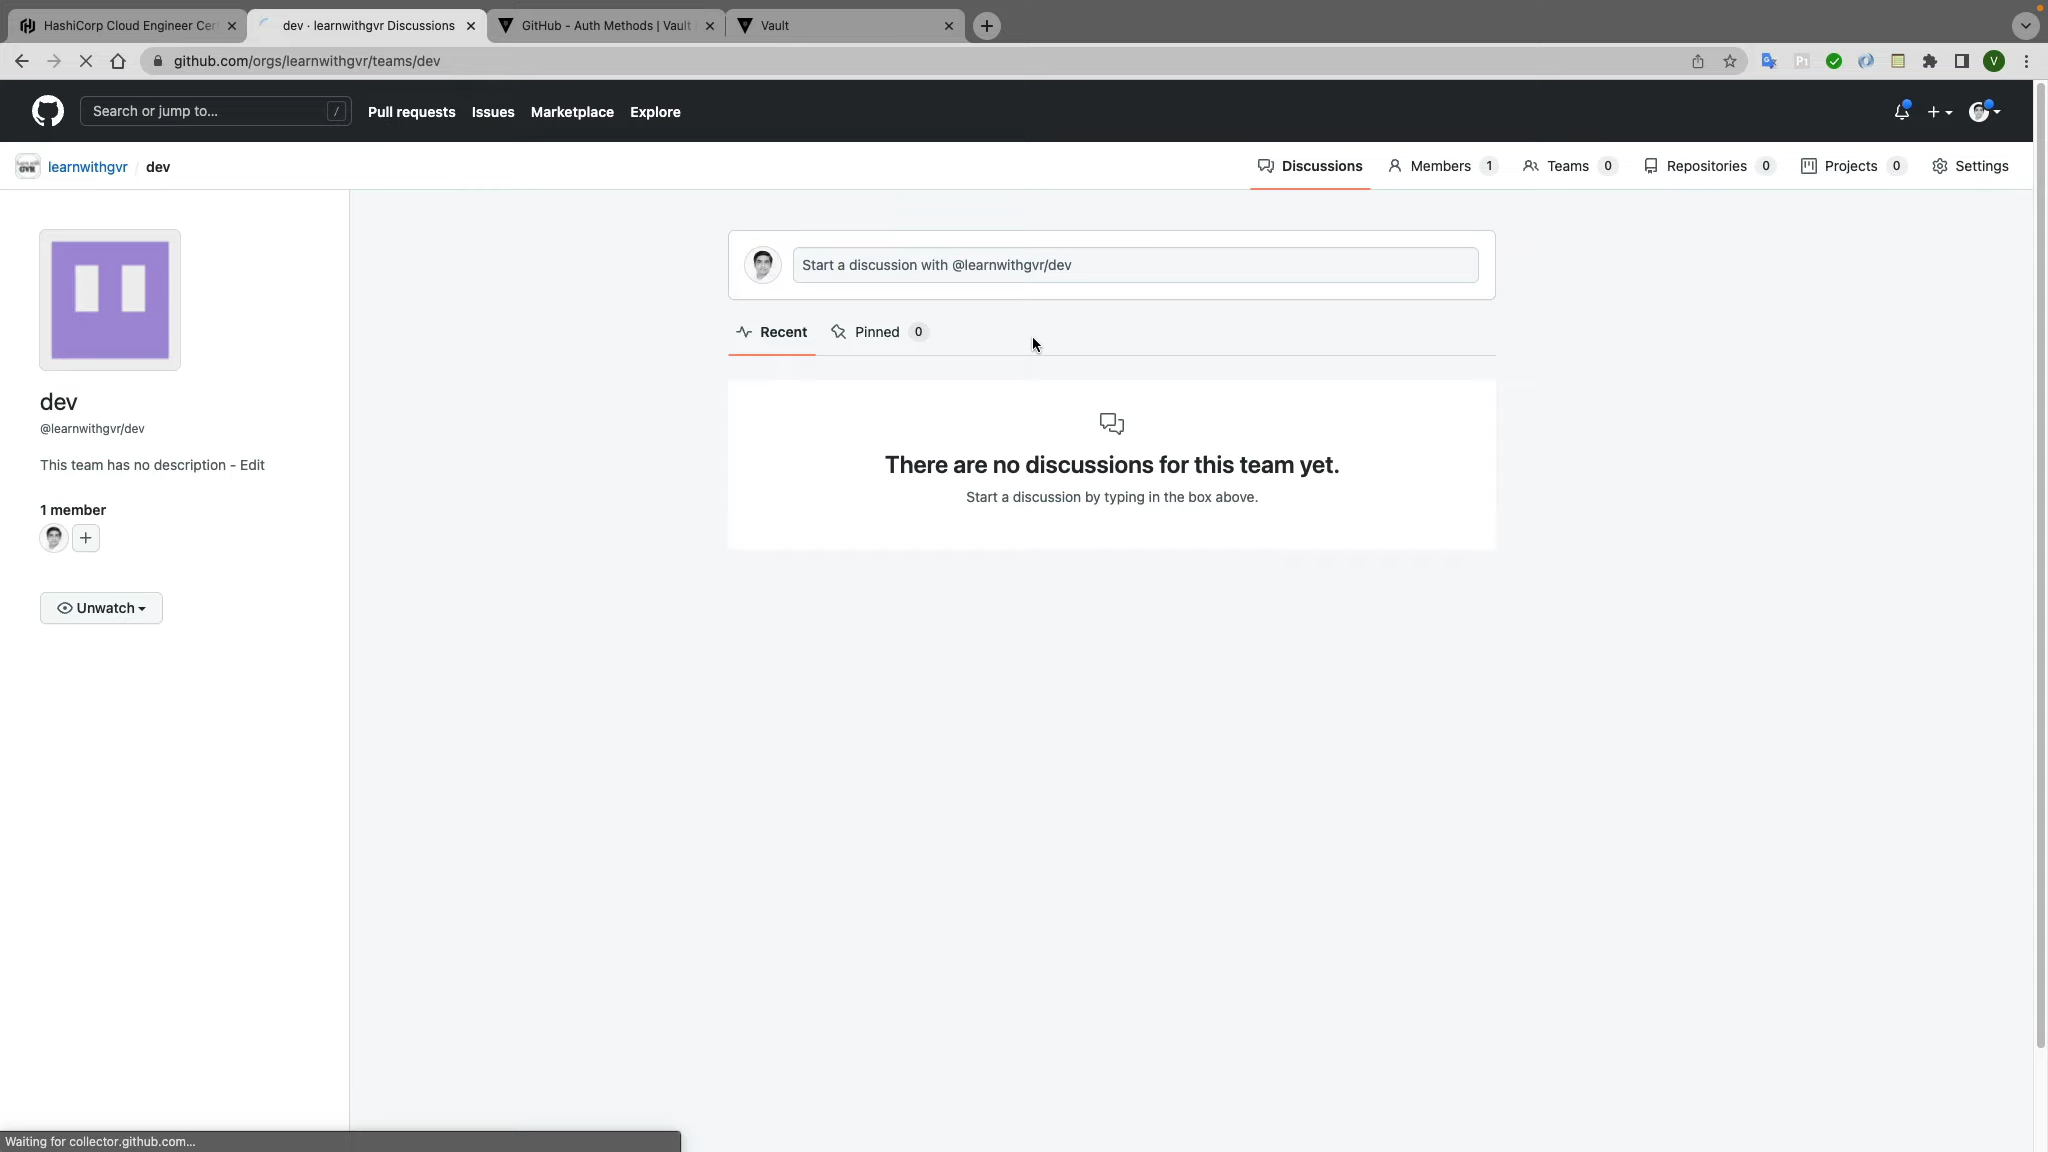 HashiCorp Cloud Engineer Cer
dev · learnwithgvr Discussions
GitHub - Auth Methods | Vault
Vault
github.com/orgs/learnwithgvr/teams/dev
V
Search or jump to... /
Pull requests
Issues
Marketplace
Explore
learnwithgvr / dev
Discussions
Members 1
Teams 0
Repositories 0
Projects 0
Settings
Start a discussion with @learnwithgvr/dev
Recent
Pinned 0
There are no discussions for this team yet.
Start a discussion by typing in the box above.
dev
@learnwithgvr/dev
This team has no description - Edit
1 member
Unwatch
Waiting for collector.github.com...